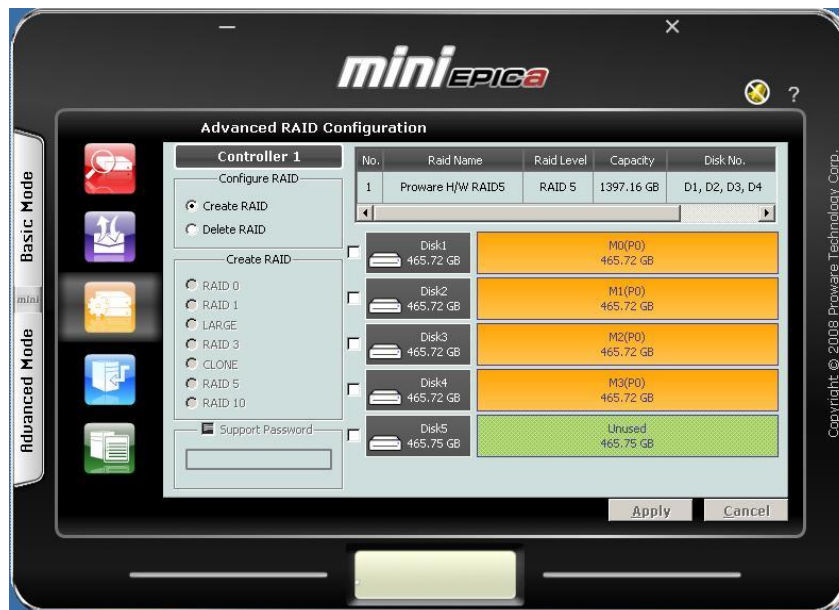 mini EPICa
?
Advanced RAID Configuration
Basic Mode
mini
Advanced Mode
Controller 1
Configure RAID
Create RAID
Delete RAID
Create RAID
RAID 0
RAID 1
LARGE
RAID 3
CLONE
RAID 5
RAID 10
Support Password
No. Raid Name Raid Level Capacity Disk No.
1 Proware H/W RAID5 RAID 5 1397.16 GB D1, D2, D3, D4
Disk1 M0(P0)
465.72 GB 465.72 GB
Disk2 M1(P0)
465.72 GB 465.72 GB
Disk3 M2(P0)
465.72 GB 465.72 GB
Disk4 M3(P0)
465.72 GB 465.72 GB
Disk5 Unused
465.75 GB 465.75 GB
Apply Cancel
Copyright © 2008 Proware Technology Corp.